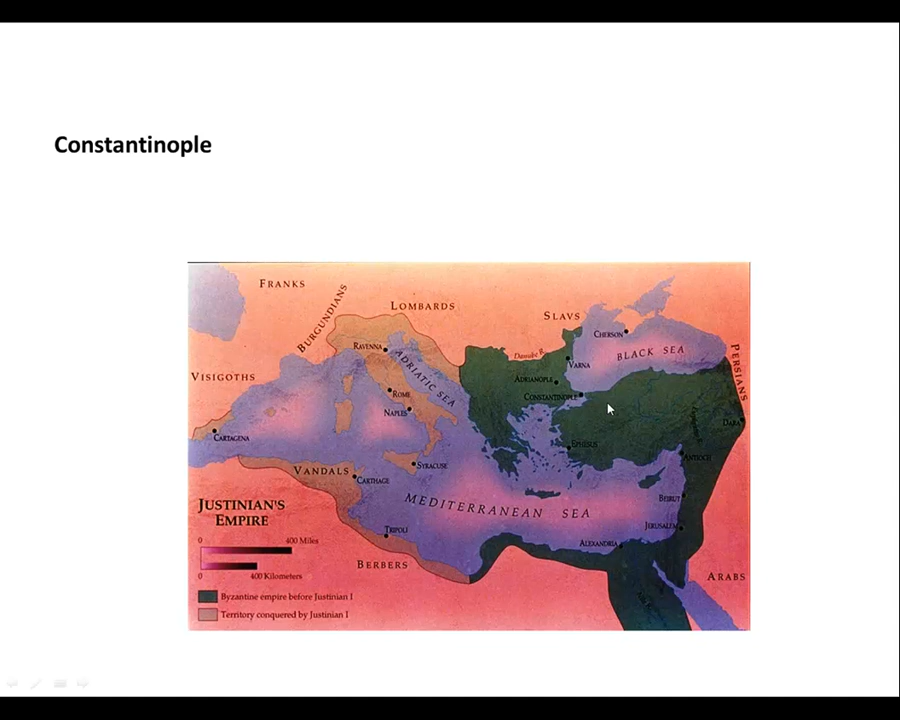 Constantinople
FRANKS
BURGUNDIANS
LOMBARDS
SLAVS
CHERSON
BLACK SEA
PERSIANS
RAVENNA
ADRIATIC SEA
Danube R.
VARNA
VISIGOTHS
ADRIANOPLE
ROME
CONSTANTINOPLE
NAPLES
DARA
CARTAGENA
EPHESUS
ANTIOCH
VANDALS
SYRACUSE
CARTHAGE
MEDITERRANEAN SEA
BEIRUT
JUSTINIAN'S
EMPIRE
TRIPOLI
JERUSALEM
0 400 Miles
ALEXANDRIA
BERBERS
0 400 Kilometers
ARABS
Byzantine empire before Justinian I
Territory conquered by Justinian I